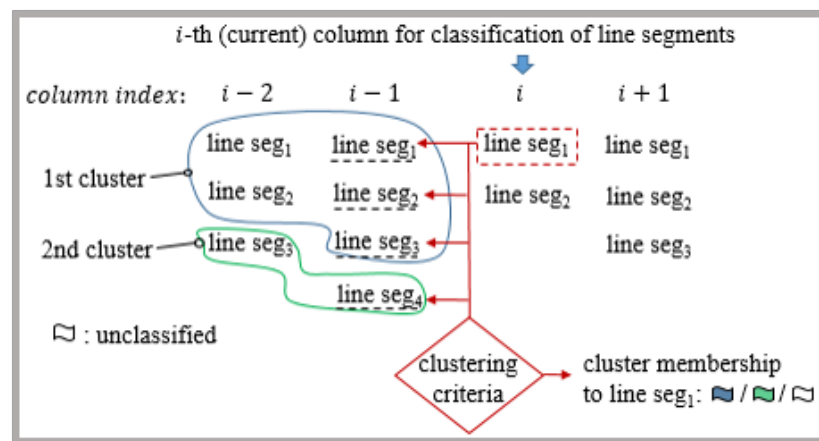 i-th (current) column for classification of line segments
column index: i − 2 i − 1 i i + 1
line seg₁ line seg₁ line seg₁ line seg₁
1st cluster
line seg₂ line seg₂ line seg₂ line seg₂
2nd cluster
line seg₃ line seg₃ line seg₃
line seg₄
: unclassified
clustering
criteria
cluster membership
to line seg₁: / /